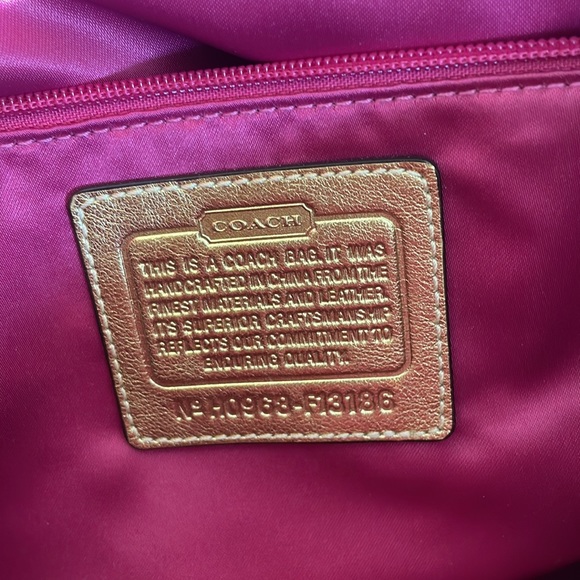 COACH
THIS IS A COACH BAG. IT WAS
HANDCRAFTED IN CHINA FROM THE
FINEST MATERIALS AND LEATHER.
ITS SUPERIOR CRAFTSMANSHIP
REFLECTS OUR COMMITMENT TO
ENDURING QUALITY.
Nº H0968-F13186